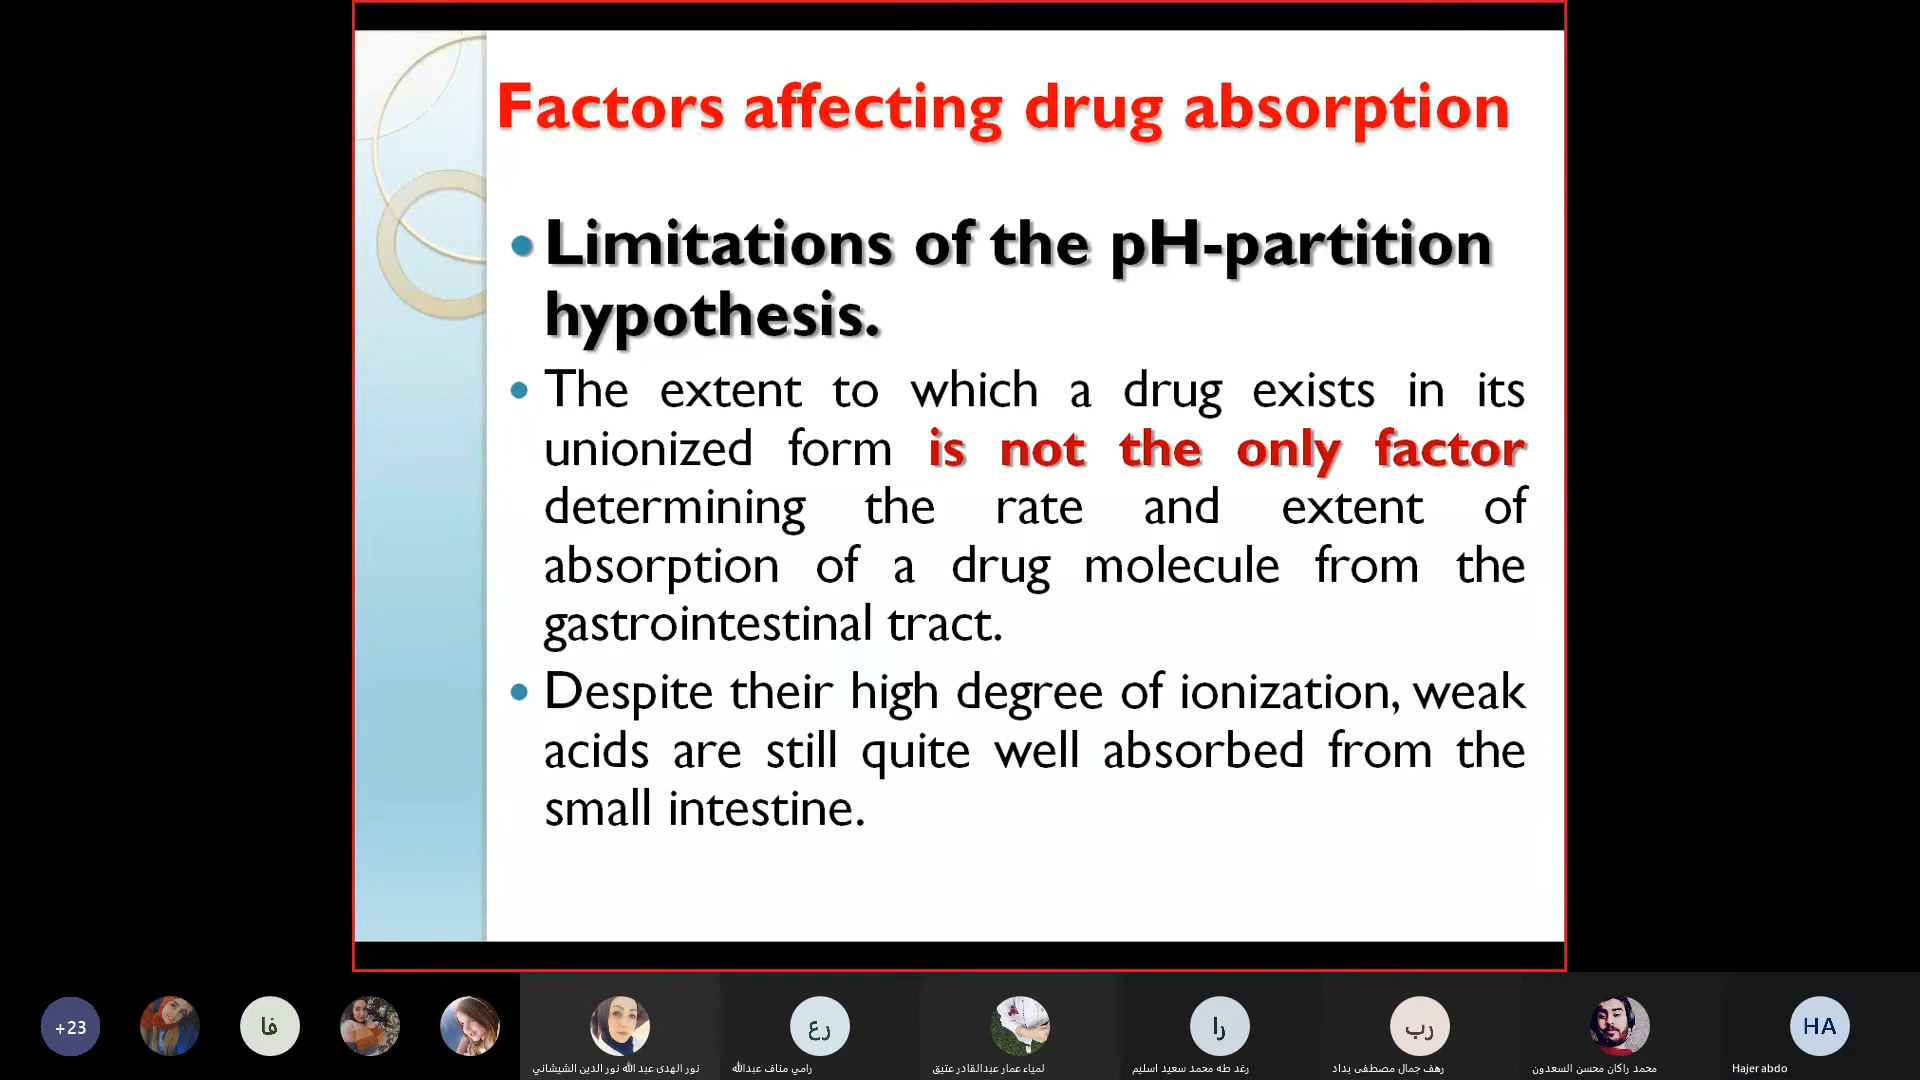 Factors affecting drug absorption
• Limitations of the pH-partition
hypothesis.
• The extent to which a drug exists in its
unionized form is not the only factor
determining the rate and extent of
absorption of a drug molecule from the
gastrointestinal tract.
• Despite their high degree of ionization, weak
acids are still quite well absorbed from the
small intestine.
+23
فا
رع
را
رب
HA
نور الهدى عبد الله نور الدين الشيشاني
رامي مناف عبدالله
لمياء عمار عبدالقادر عتيق
رغد طه محمد سعيد اسليم
رهف جمال مصطفى بداد
محمد راكان محسن السعدون
Hajer abdo